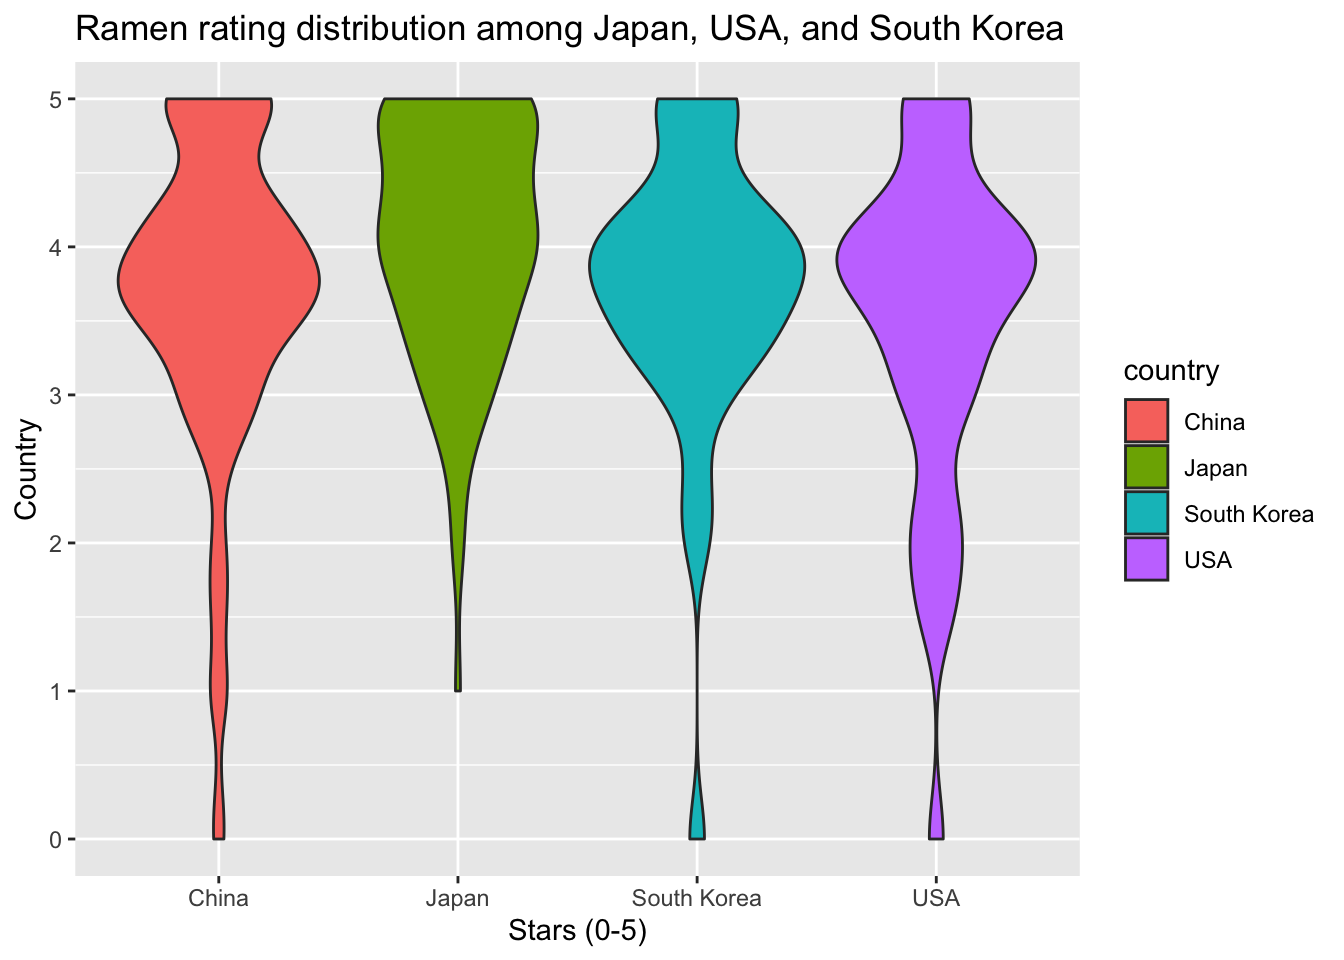 Ramen rating distribution among Japan, USA, and South Korea
5
4
3
2
1
0
Country
China
Japan
South Korea
USA
Stars (0-5)
country
China
Japan
South Korea
USA